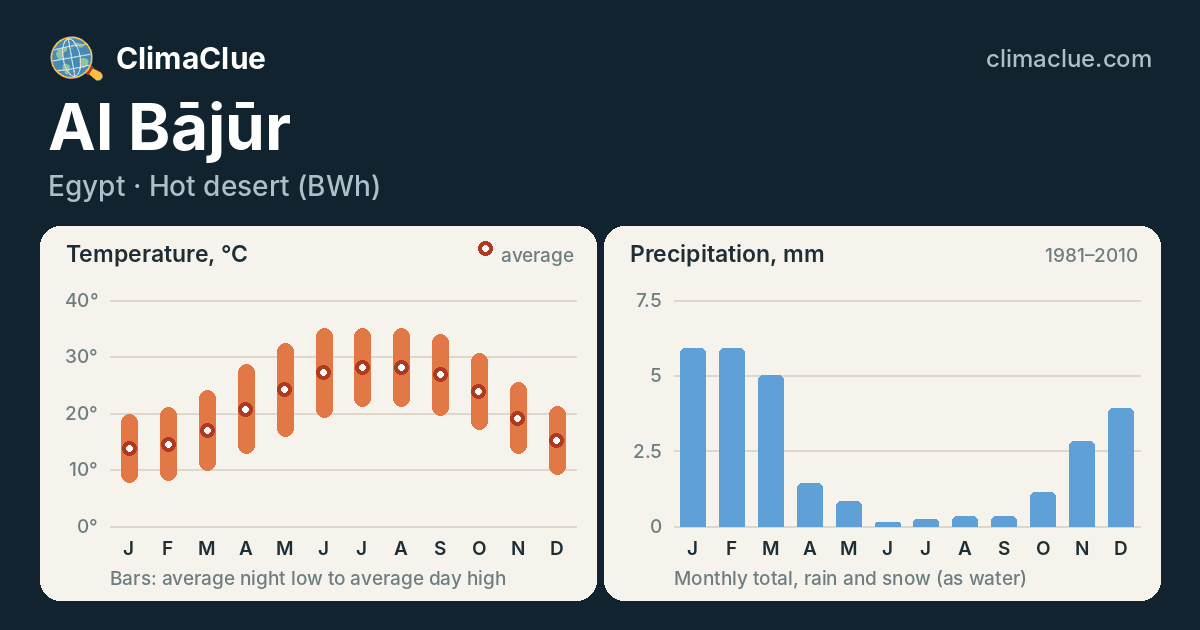 ClimaClue
climaclue.com
Al Bājūr
Egypt · Hot desert (BWh)
Temperature, °C
average
40°
30°
20°
10°
0°
J F M A M J J A S O N D
Bars: average night low to average day high
Precipitation, mm
1981–2010
7.5
5
2.5
0
J F M A M J J A S O N D
Monthly total, rain and snow (as water)